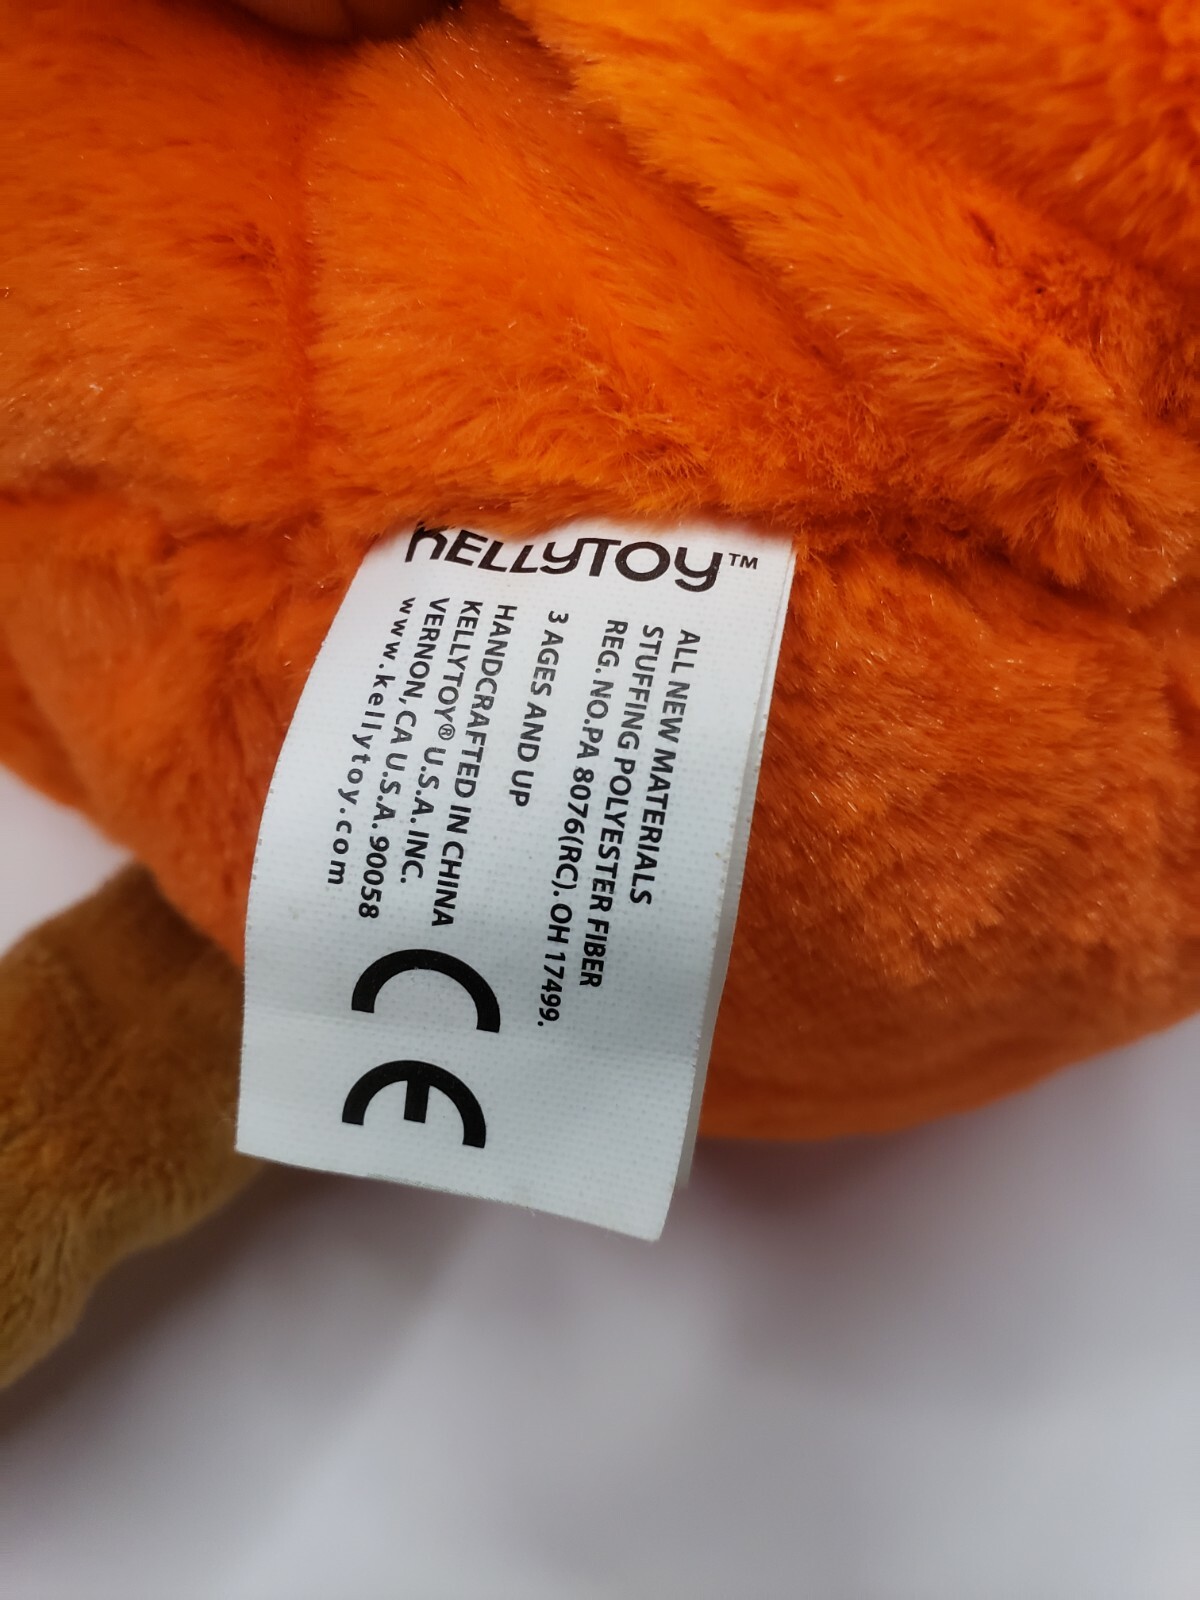 KELLYTOY™
ALL NEW MATERIALS
STUFFING POLYESTER FIBER
REG. NO.PA 8076(RC). OH 17499.
3 AGES AND UP
HANDCRAFTED IN CHINA
KELLYTOY® U.S.A. INC.
VERNON, CA U.S.A. 90058
www.kellytoy.com
CE